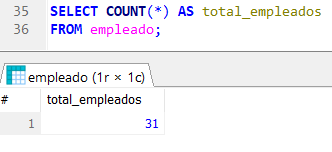 35 SELECT COUNT(*) AS total_empleados
36 FROM empleado;
empleado (1r × 1c)
# total_empleados
1 31